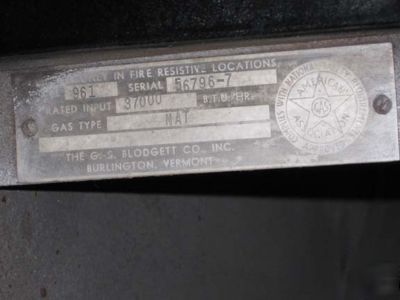 ONLY IN FIRE RESISTIVE LOCATIONS
961 SERIAL 56796-7
RATED INPUT 37000 B.T.U. HR.
GAS TYPE NAT
THE G. S. BLODGETT CO., INC.
BURLINGTON, VERMONT
AMERICAN
GAS
ASSOCIATION